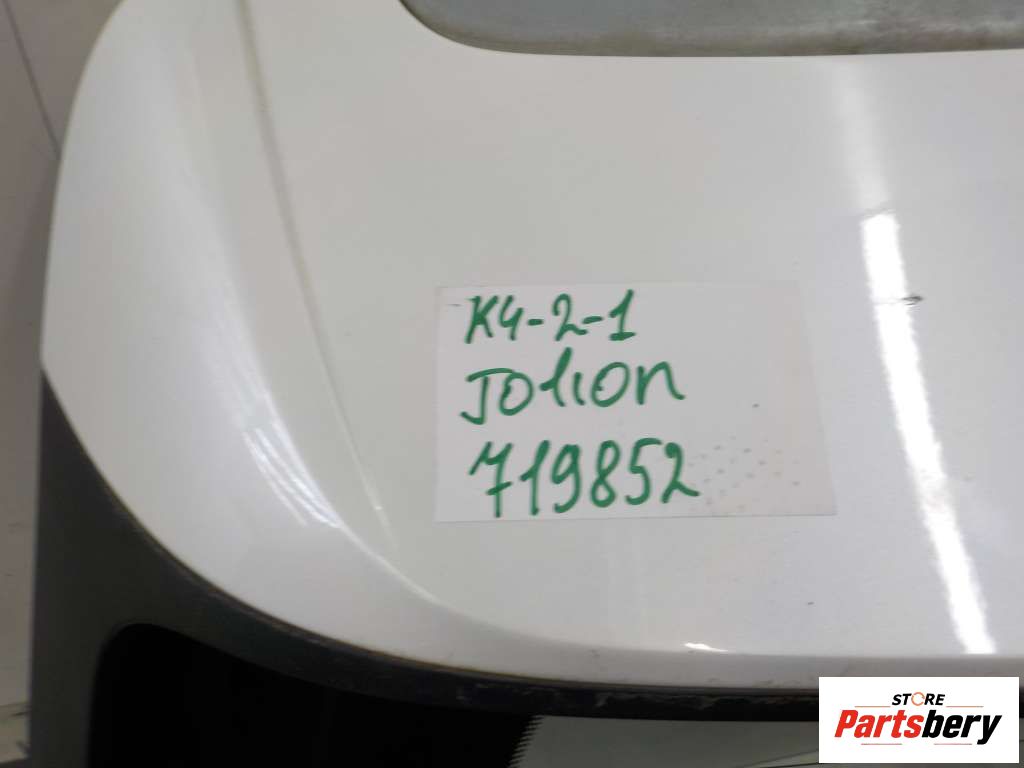 K4-2-1
Jolion
719852
STORE
Partsbery